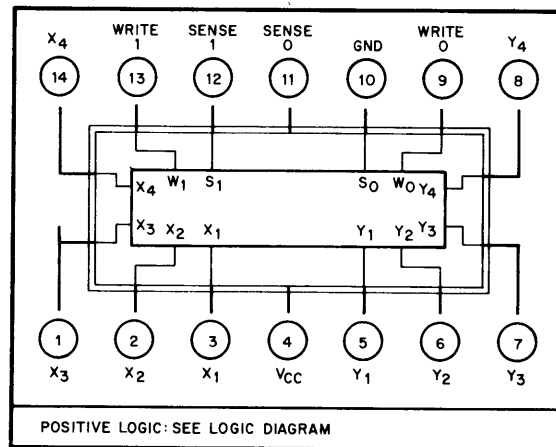 X4 WRITE 1 SENSE 1 SENSE 0 GND WRITE 0 Y4
14 13 12 11 10 9 8
X4 W1 S1 S0 W0 Y4
X3 X2 X1 Y1 Y2 Y3
1 2 3 4 5 6 7
X3 X2 X1 VCC Y1 Y2 Y3
POSITIVE LOGIC: SEE LOGIC DIAGRAM